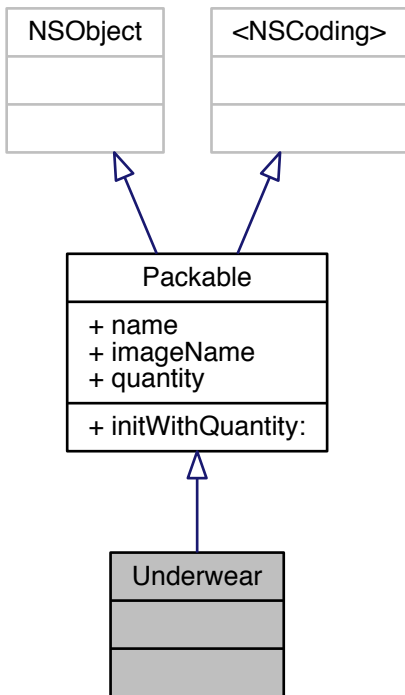 NSObject
<NSCoding>
Packable
+ name
+ imageName
+ quantity
+ initWithQuantity:
Underwear